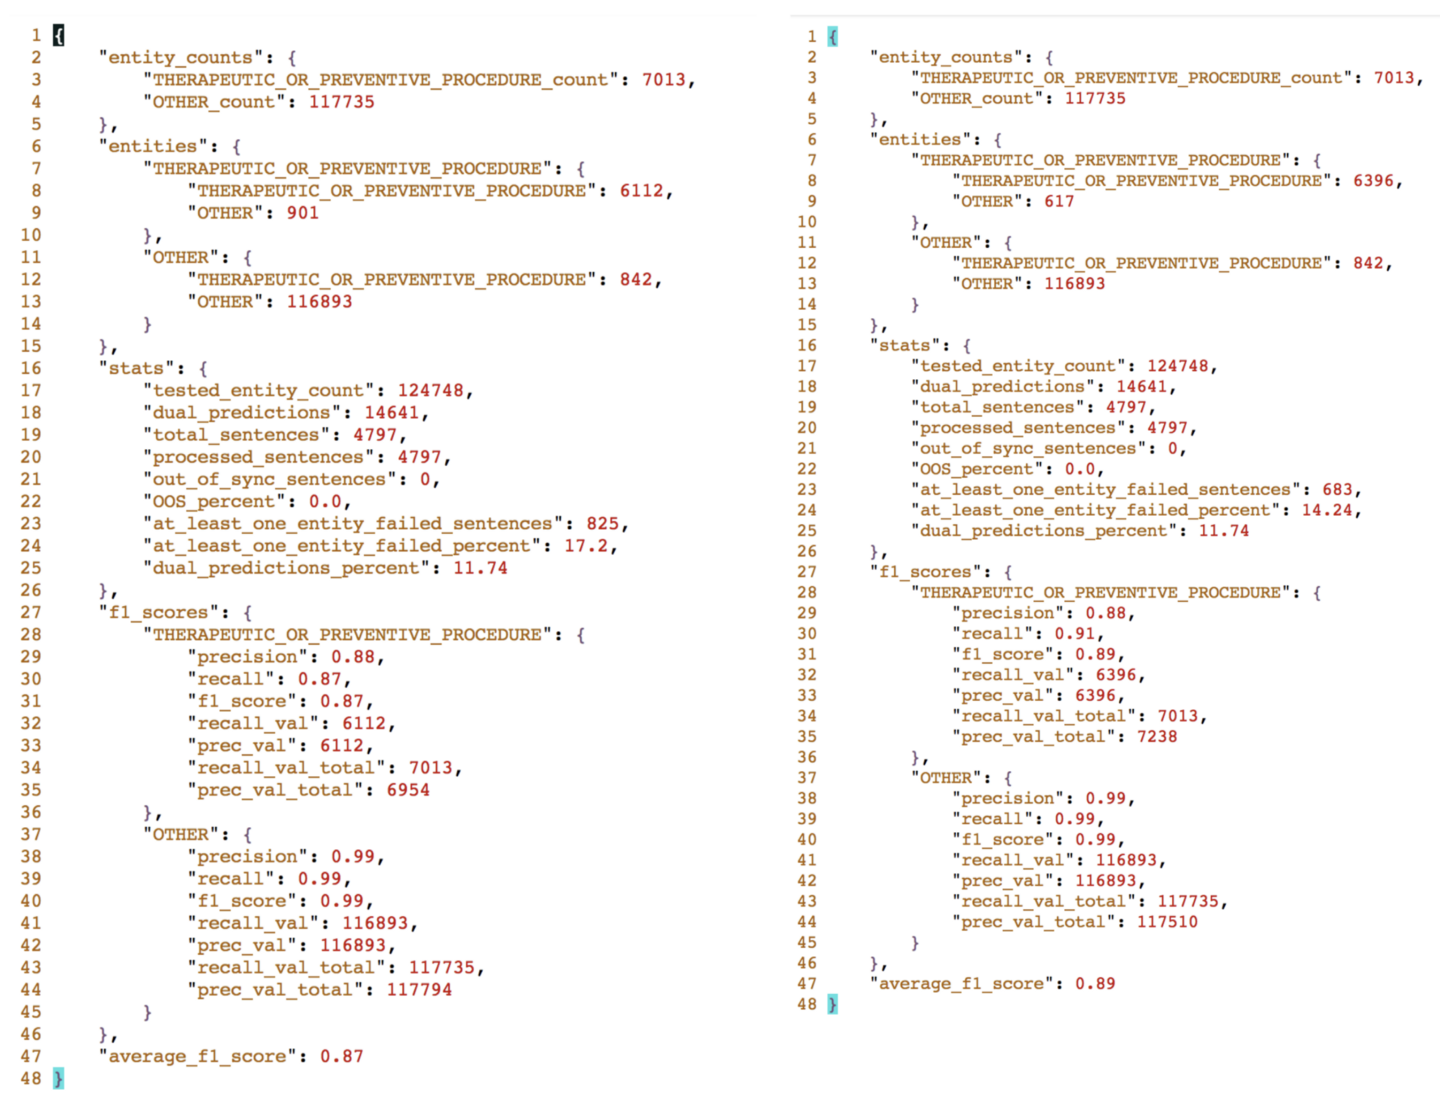 1 {
2 "entity_counts": {
3 "THERAPEUTIC_OR_PREVENTIVE_PROCEDURE_count": 7013,
4 "OTHER_count": 117735
5 },
6 "entities": {
7 "THERAPEUTIC_OR_PREVENTIVE_PROCEDURE": {
8 "THERAPEUTIC_OR_PREVENTIVE_PROCEDURE": 6112,
9 "OTHER": 901
10 },
11 "OTHER": {
12 "THERAPEUTIC_OR_PREVENTIVE_PROCEDURE": 842,
13 "OTHER": 116893
14 }
15 },
16 "stats": {
17 "tested_entity_count": 124748,
18 "dual_predictions": 14641,
19 "total_sentences": 4797,
20 "processed_sentences": 4797,
21 "out_of_sync_sentences": 0,
22 "OOS_percent": 0.0,
23 "at_least_one_entity_failed_sentences": 825,
24 "at_least_one_entity_failed_percent": 17.2,
25 "dual_predictions_percent": 11.74
26 },
27 "f1_scores": {
28 "THERAPEUTIC_OR_PREVENTIVE_PROCEDURE": {
29 "precision": 0.88,
30 "recall": 0.87,
31 "f1_score": 0.87,
32 "recall_val": 6112,
33 "prec_val": 6112,
34 "recall_val_total": 7013,
35 "prec_val_total": 6954
36 },
37 "OTHER": {
38 "precision": 0.99,
39 "recall": 0.99,
40 "f1_score": 0.99,
41 "recall_val": 116893,
42 "prec_val": 116893,
43 "recall_val_total": 117735,
44 "prec_val_total": 117794
45 }
46 },
47 "average_f1_score": 0.87
48 }
1 {
2 "entity_counts": {
3 "THERAPEUTIC_OR_PREVENTIVE_PROCEDURE_count": 7013,
4 "OTHER_count": 117735
5 },
6 "entities": {
7 "THERAPEUTIC_OR_PREVENTIVE_PROCEDURE": {
8 "THERAPEUTIC_OR_PREVENTIVE_PROCEDURE": 6396,
9 "OTHER": 617
10 },
11 "OTHER": {
12 "THERAPEUTIC_OR_PREVENTIVE_PROCEDURE": 842,
13 "OTHER": 116893
14 }
15 },
16 "stats": {
17 "tested_entity_count": 124748,
18 "dual_predictions": 14641,
19 "total_sentences": 4797,
20 "processed_sentences": 4797,
21 "out_of_sync_sentences": 0,
22 "OOS_percent": 0.0,
23 "at_least_one_entity_failed_sentences": 683,
24 "at_least_one_entity_failed_percent": 14.24,
25 "dual_predictions_percent": 11.74
26 },
27 "f1_scores": {
28 "THERAPEUTIC_OR_PREVENTIVE_PROCEDURE": {
29 "precision": 0.88,
30 "recall": 0.91,
31 "f1_score": 0.89,
32 "recall_val": 6396,
33 "prec_val": 6396,
34 "recall_val_total": 7013,
35 "prec_val_total": 7238
36 },
37 "OTHER": {
38 "precision": 0.99,
39 "recall": 0.99,
40 "f1_score": 0.99,
41 "recall_val": 116893,
42 "prec_val": 116893,
43 "recall_val_total": 117735,
44 "prec_val_total": 117510
45 }
46 },
47 "average_f1_score": 0.89
48 }